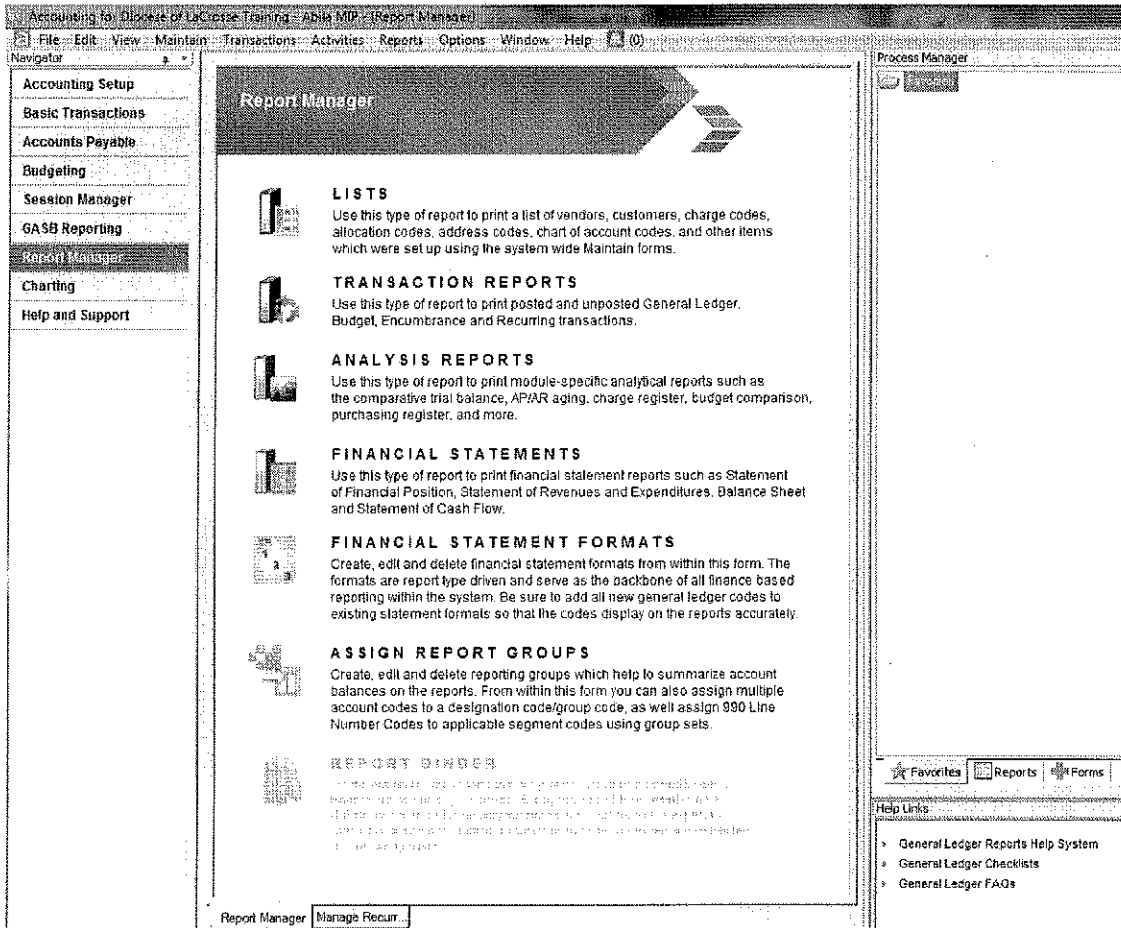 Accounting for Diocese of LaCrosse Training - Abila MIP - [Report Manager]
File Edit View Maintain Transactions Activities Reports Options Window Help (0)
Navigator
Accounting Setup
Basic Transactions
Accounts Payable
Budgeting
Session Manager
GASB Reporting
Report Manager
Charting
Help and Support
Report Manager
LISTS
Use this type of report to print a list of vendors, customers, charge codes,
allocation codes, address codes, chart of account codes, and other items
which were set up using the system wide Maintain forms.
TRANSACTION REPORTS
Use this type of report to print posted and unposted General Ledger,
Budget, Encumbrance and Recurring transactions.
ANALYSIS REPORTS
Use this type of report to print module-specific analytical reports such as
the comparative trial balance, AP/AR aging, charge register, budget comparison,
purchasing register, and more.
FINANCIAL STATEMENTS
Use this type of report to print financial statement reports such as Statement
of Financial Position, Statement of Revenues and Expenditures, Balance Sheet
and Statement of Cash Flow.
FINANCIAL STATEMENT FORMATS
Create, edit and delete financial statement formats from within this form. The
formats are report type driven and serve as the backbone of all finance based
reporting within the system. Be sure to add all new general ledger codes to
existing statement formats so that the codes display on the reports accurately.
ASSIGN REPORT GROUPS
Create, edit and delete reporting groups which help to summarize account
balances on the reports. From within this form you can also assign multiple
account codes to a designation code/group code, as well assign 990 Line
Number Codes to applicable segment codes using group sets.
REPORT BINDER
Report Manager Manage Recurr...
Process Manager
Favorites Reports Forms
Help Links
» General Ledger Reports Help System
» General Ledger Checklists
» General Ledger FAQs